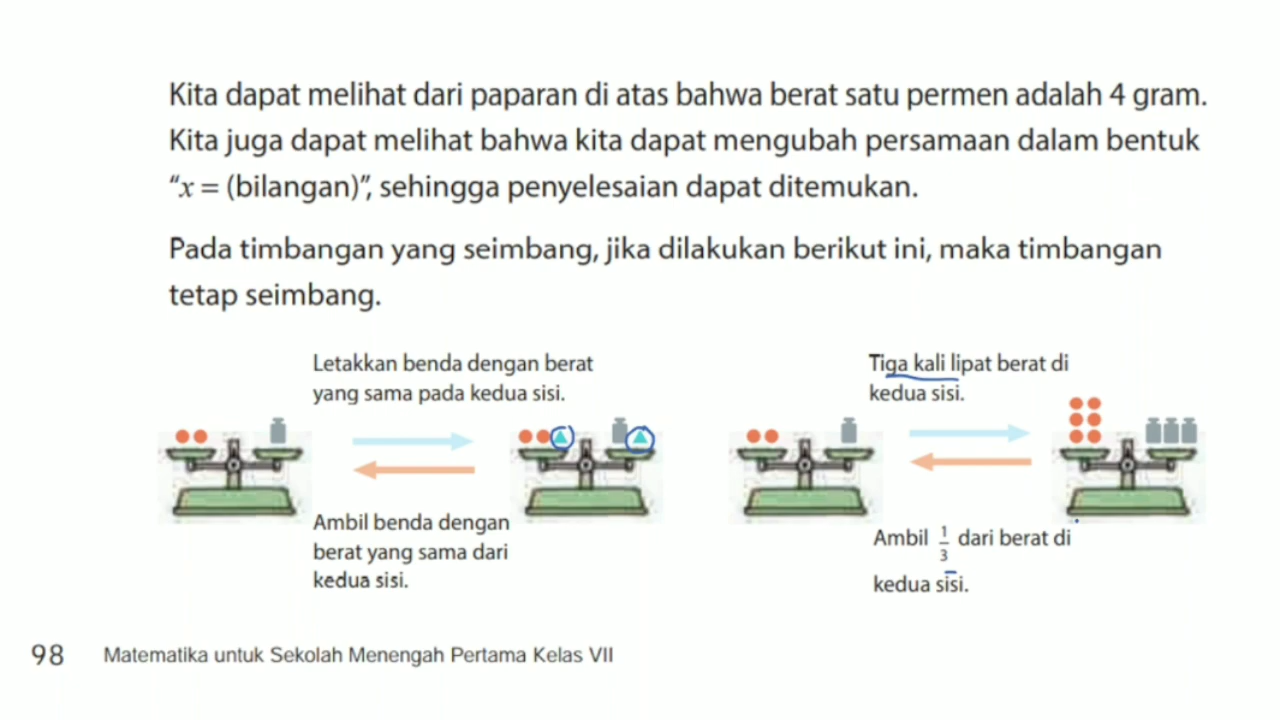 Kita dapat melihat dari paparan di atas bahwa berat satu permen adalah 4 gram.
Kita juga dapat melihat bahwa kita dapat mengubah persamaan dalam bentuk
“x = (bilangan)”, sehingga penyelesaian dapat ditemukan.
Pada timbangan yang seimbang, jika dilakukan berikut ini, maka timbangan
tetap seimbang.
Letakkan benda dengan berat
yang sama pada kedua sisi.
Ambil benda dengan
berat yang sama dari
kedua sisi.
Tiga kali lipat berat di
kedua sisi.
Ambil 1/3 dari berat di
kedua sisi.
98 Matematika untuk Sekolah Menengah Pertama Kelas VII